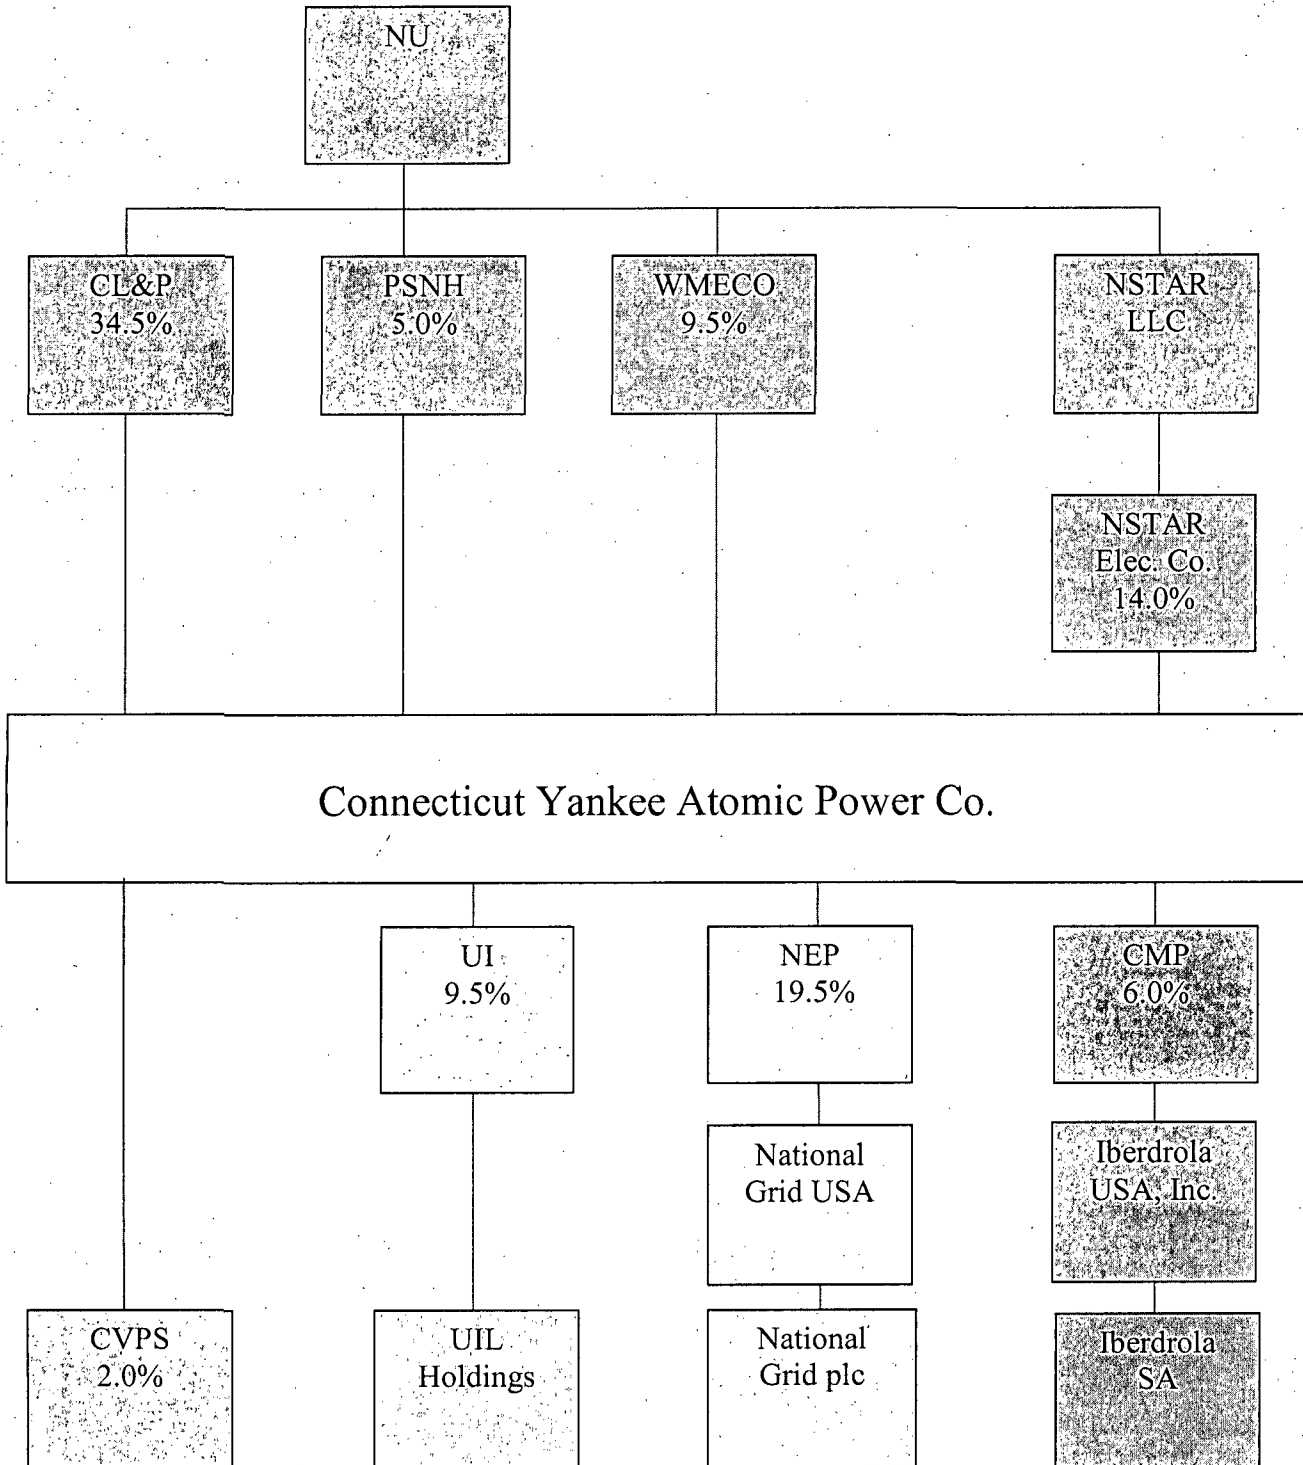 NU
CL&P
34.5%
PSNH
5.0%
WMECO
9.5%
NSTAR
LLC
NSTAR
Elec. Co.
14.0%
Connecticut Yankee Atomic Power Co.
UI
9.5%
NEP
19.5%
CMP
6.0%
National
Grid USA
Iberdrola
USA, Inc.
CVPS
2.0%
UIL
Holdings
National
Grid plc
Iberdrola
SA